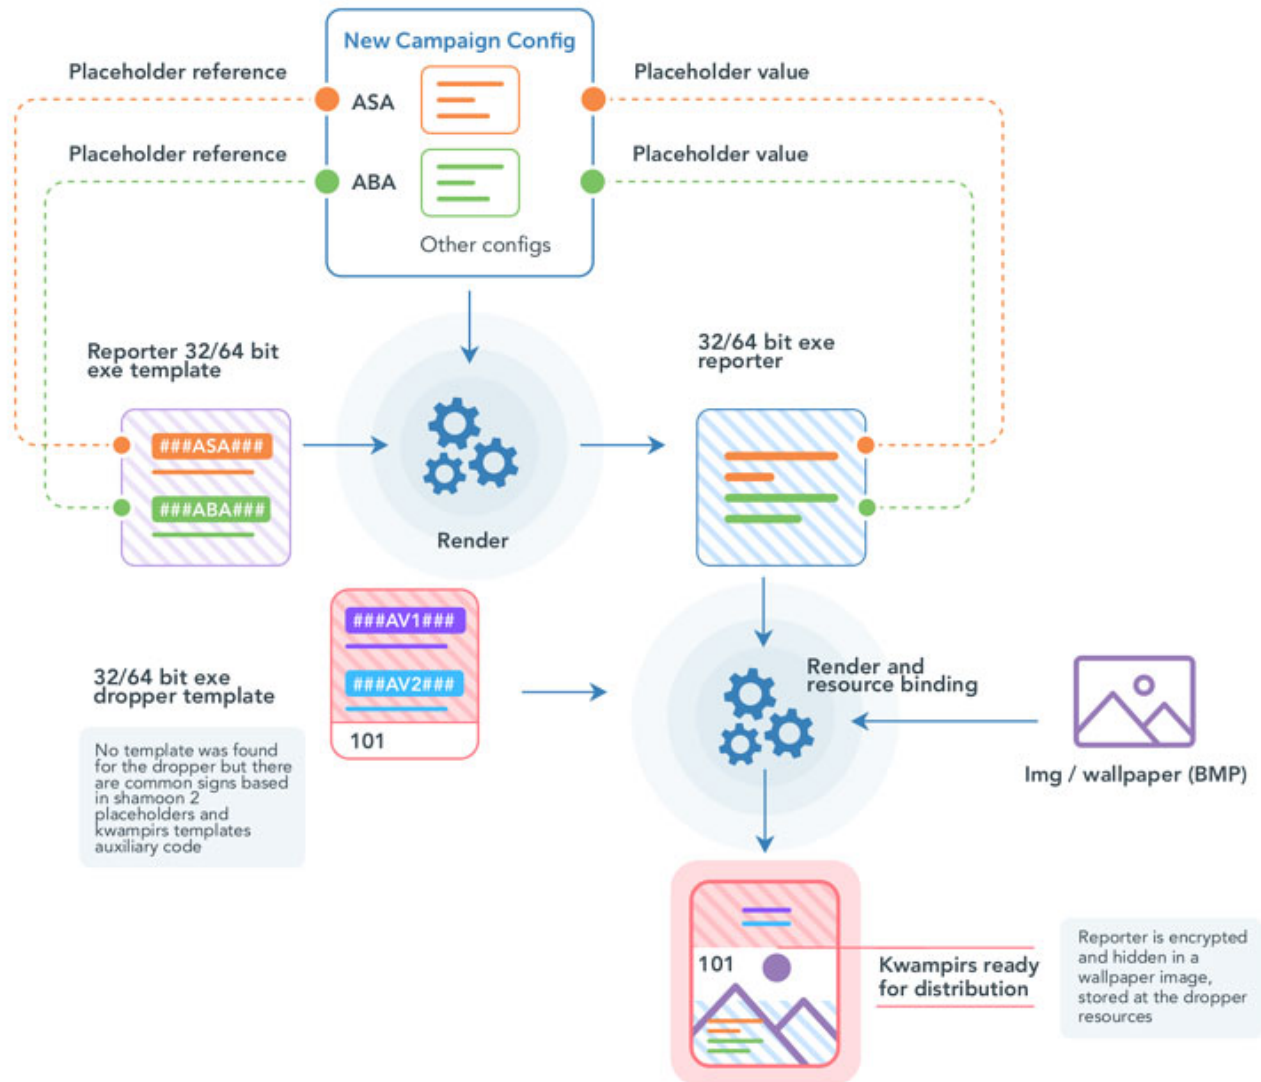 New Campaign Config
Placeholder reference
Placeholder value
ASA
Placeholder reference
Placeholder value
ABA
Other configs
Reporter 32/64 bit
exe template
32/64 bit exe
reporter
###ASA###
###ABA###
Render
###AV1###
###AV2###
101
32/64 bit exe
dropper template
No template was found
for the dropper but there
are common signs based
in shamoon 2
placeholders and
kwampirs templates
auxiliary code
Render and
resource binding
Img / wallpaper (BMP)
101
Kwampirs ready
for distribution
Reporter is encrypted
and hidden in a
wallpaper image,
stored at the dropper
resources